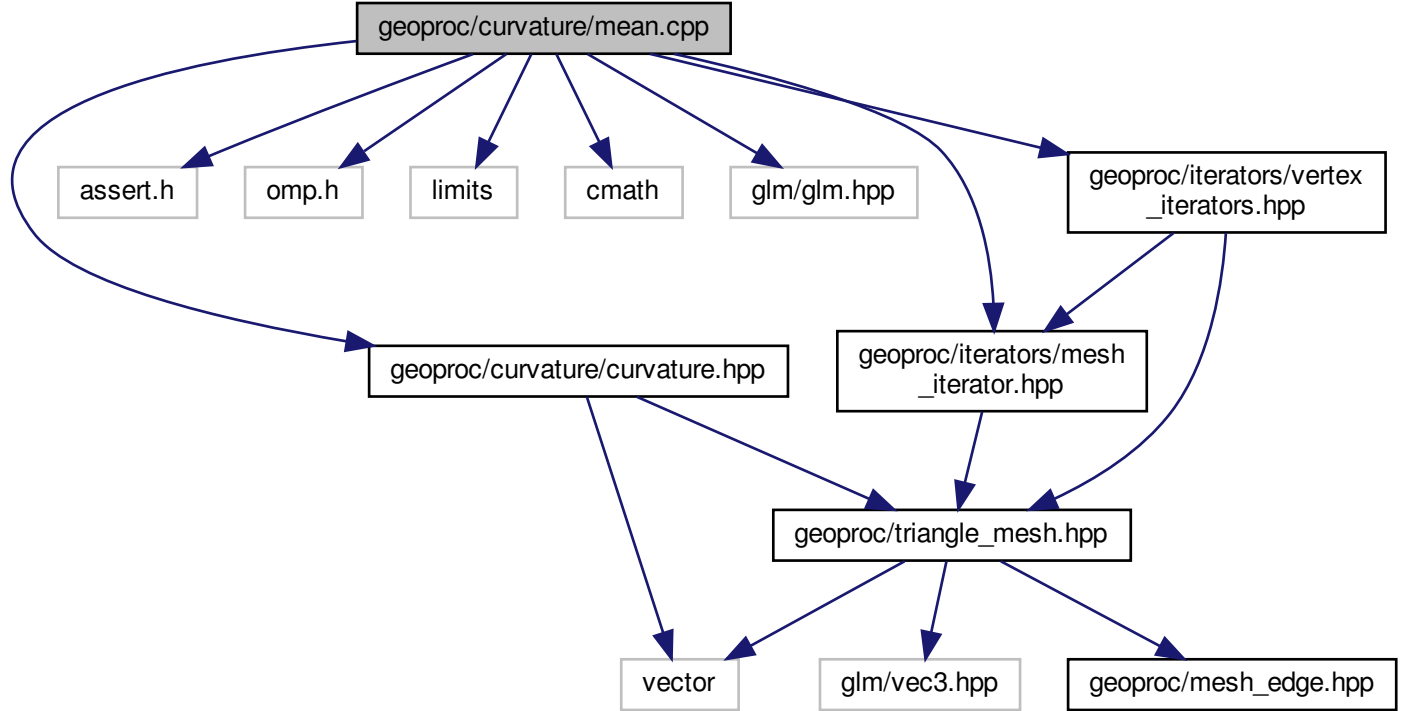 geoproc/curvature/mean.cpp
assert.h
omp.h
limits
cmath
glm/glm.hpp
geoproc/iterators/vertex
_iterators.hpp
geoproc/curvature/curvature.hpp
geoproc/iterators/mesh
_iterator.hpp
geoproc/triangle_mesh.hpp
vector
glm/vec3.hpp
geoproc/mesh_edge.hpp